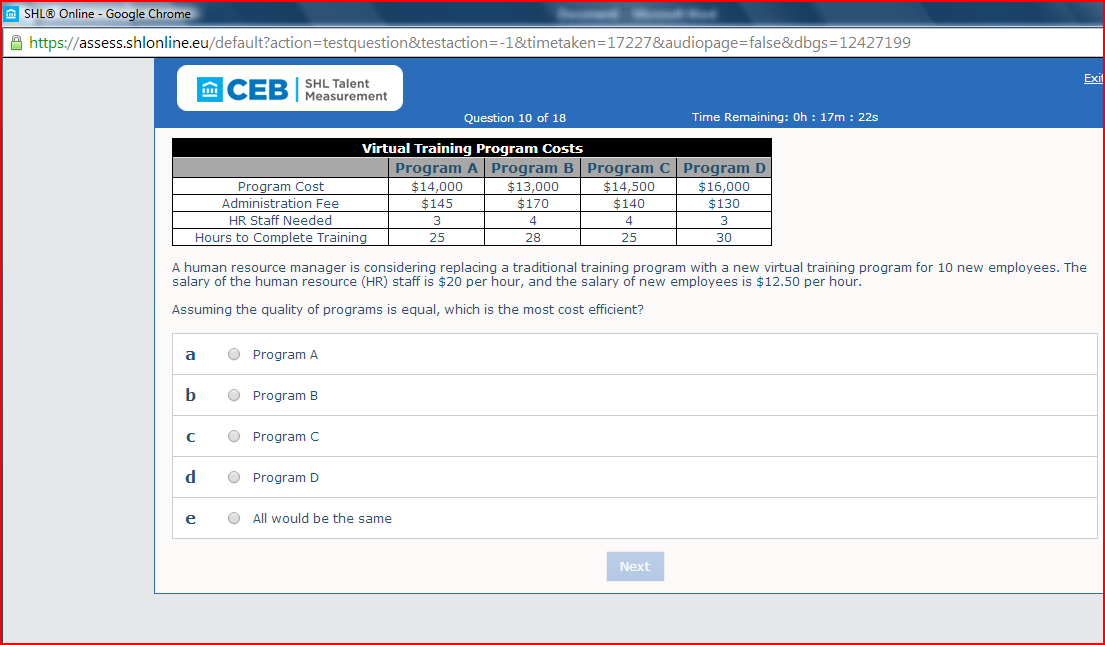 SHL® Online - Google Chrome
https://assess.shlonline.eu/default?action=testquestion&testaction=-1&timetaken=17227&audiopage=false&dbgs=12427199
CEB SHL Talent Measurement
Exit
Question 10 of 18 Time Remaining: 0h : 17m : 22s
Virtual Training Program Costs
Program A Program B Program C Program D
Program Cost $14,000 $13,000 $14,500 $16,000
Administration Fee $145 $170 $140 $130
HR Staff Needed 3 4 4 3
Hours to Complete Training 25 28 25 30
A human resource manager is considering replacing a traditional training program with a new virtual training program for 10 new employees. The
salary of the human resource (HR) staff is $20 per hour, and the salary of new employees is $12.50 per hour.
Assuming the quality of programs is equal, which is the most cost efficient?
a Program A
b Program B
c Program C
d Program D
e All would be the same
Next